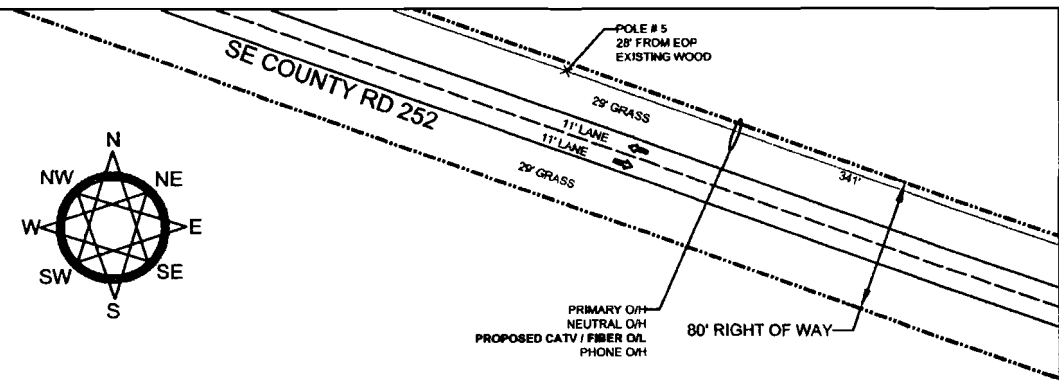 POLE # 5
28' FROM EOP
EXISTING WOOD
SE COUNTY RD 252
29' GRASS
11' LANE
11' LANE
29' GRASS
341'
N
NW
NE
W
E
SW
SE
S
PRIMARY O/H
NEUTRAL O/H
PROPOSED CATV / FIBER O/L
PHONE O/H
80' RIGHT OF WAY